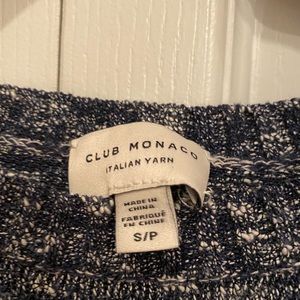 CLUB MONACO
ITALIAN YARN
MADE IN
CHINA
FABRIQUÉ
EN CHINE
S/P